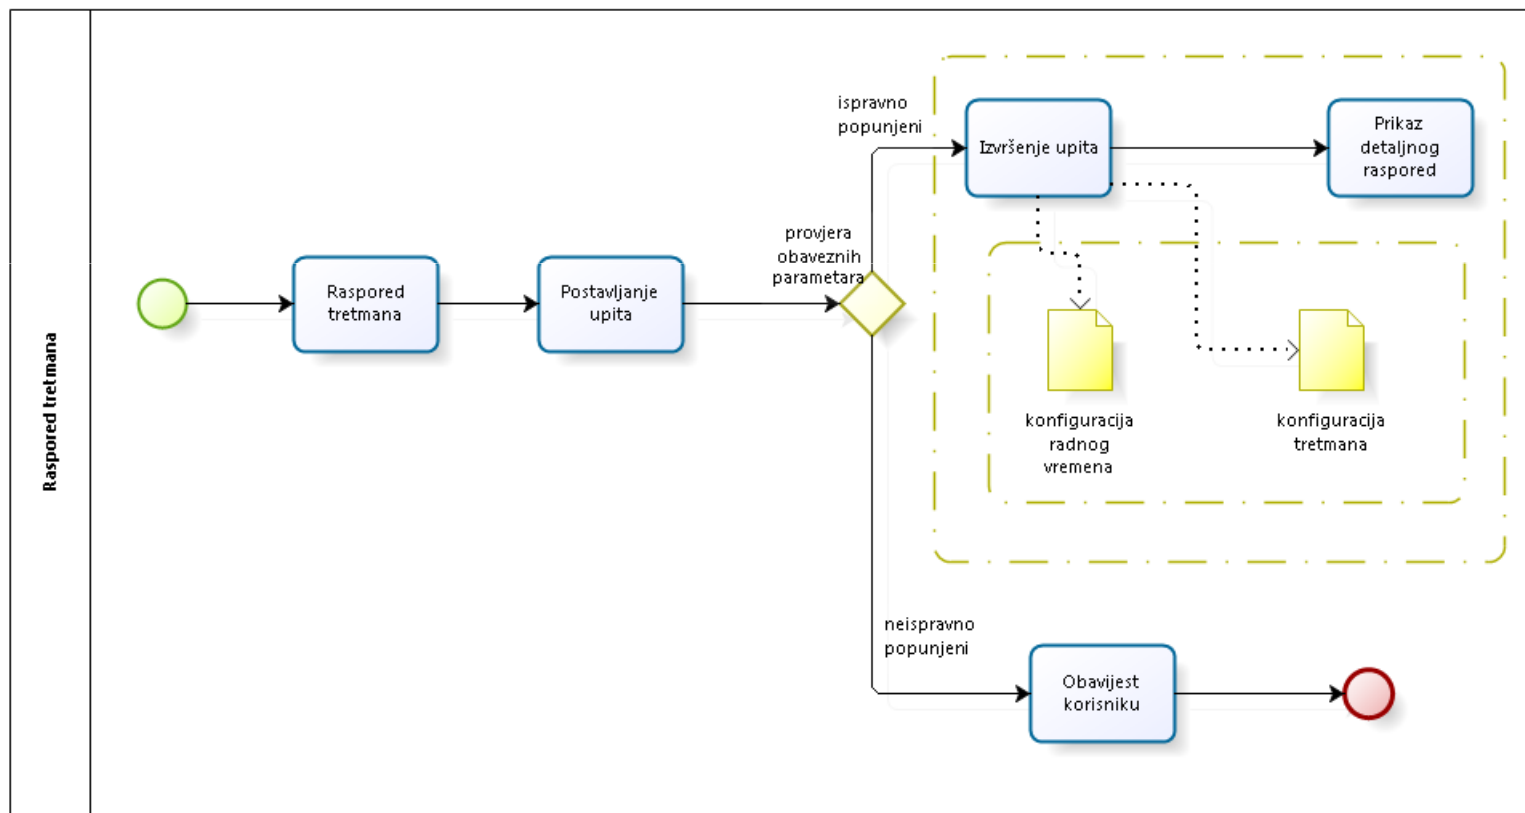 Raspored tretmana
Raspored
tretmana
Postavljanje
upita
provjera
obaveznih
parametara
ispravno
popunjeni
Izvršenje upita
Prikaz
detaljnog
raspored
konfiguracija
radnog
vremena
konfiguracija
tretmana
neispravno
popunjeni
Obavijest
korisniku